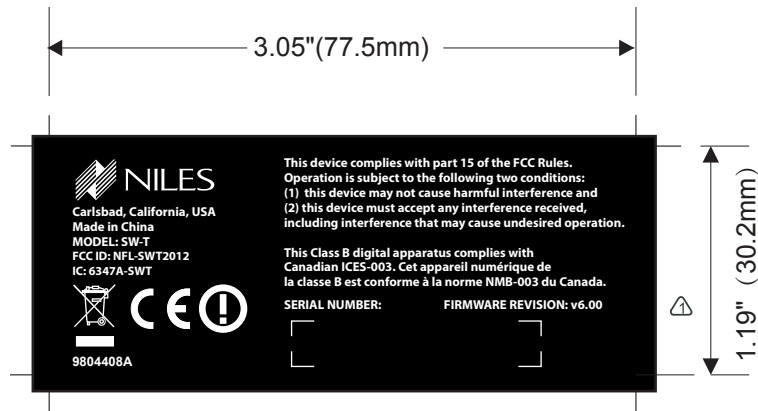 3.05"(77.5mm)
NILES
Carlsbad, California, USA
Made in China
MODEL: SW-T
FCC ID: NFL-SWT2012
IC: 6347A-SWT
CE
9804408A
This device complies with part 15 of the FCC Rules.
Operation is subject to the following two conditions:
(1) this device may not cause harmful interference and
(2) this device must accept any interference received,
including interference that may cause undesired operation.
This Class B digital apparatus complies with
Canadian ICES-003. Cet appareil numérique de
la classe B est conforme à la norme NMB-003 du Canada.
SERIAL NUMBER: FIRMWARE REVISION: v6.00
1
1.19" (30.2mm)